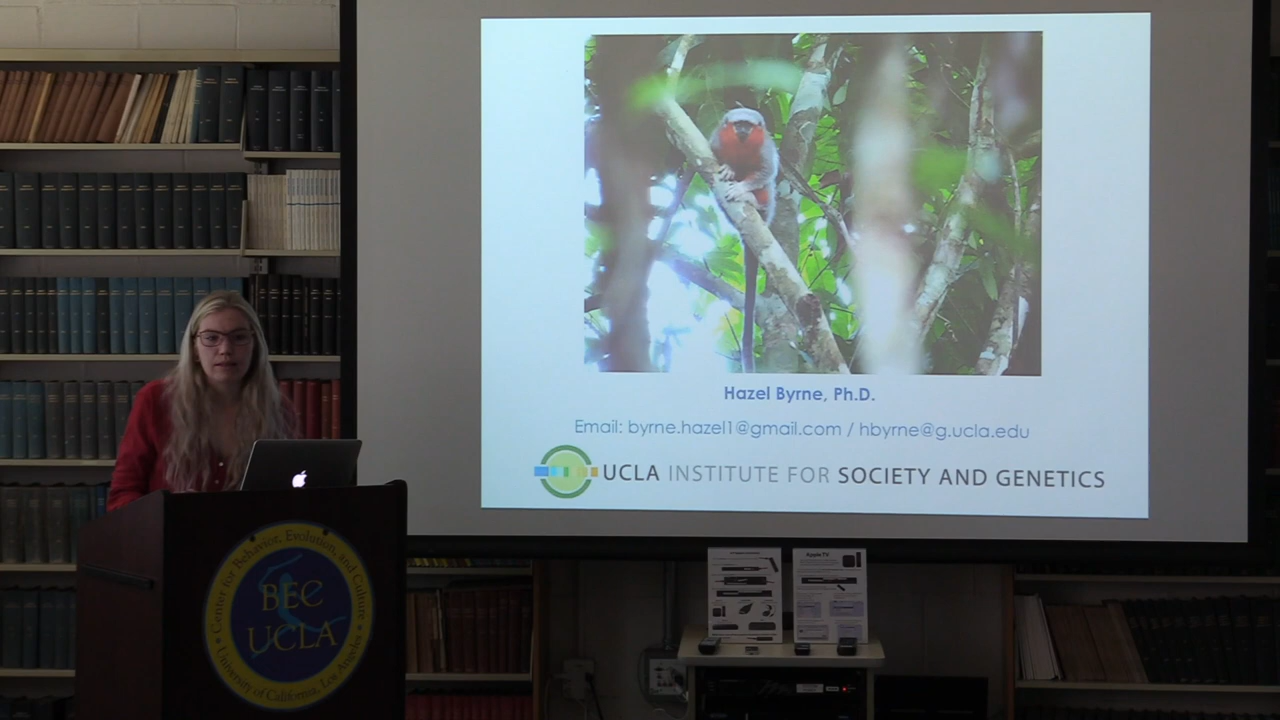 Hazel Byrne, Ph.D.
Email: byrne.hazel1@gmail.com / hbyrne@g.ucla.edu
UCLA INSTITUTE FOR SOCIETY AND GENETICS
Center for Behavior, Evolution, and Culture
BEC
UCLA
University of California, Los Angeles
Apple TV